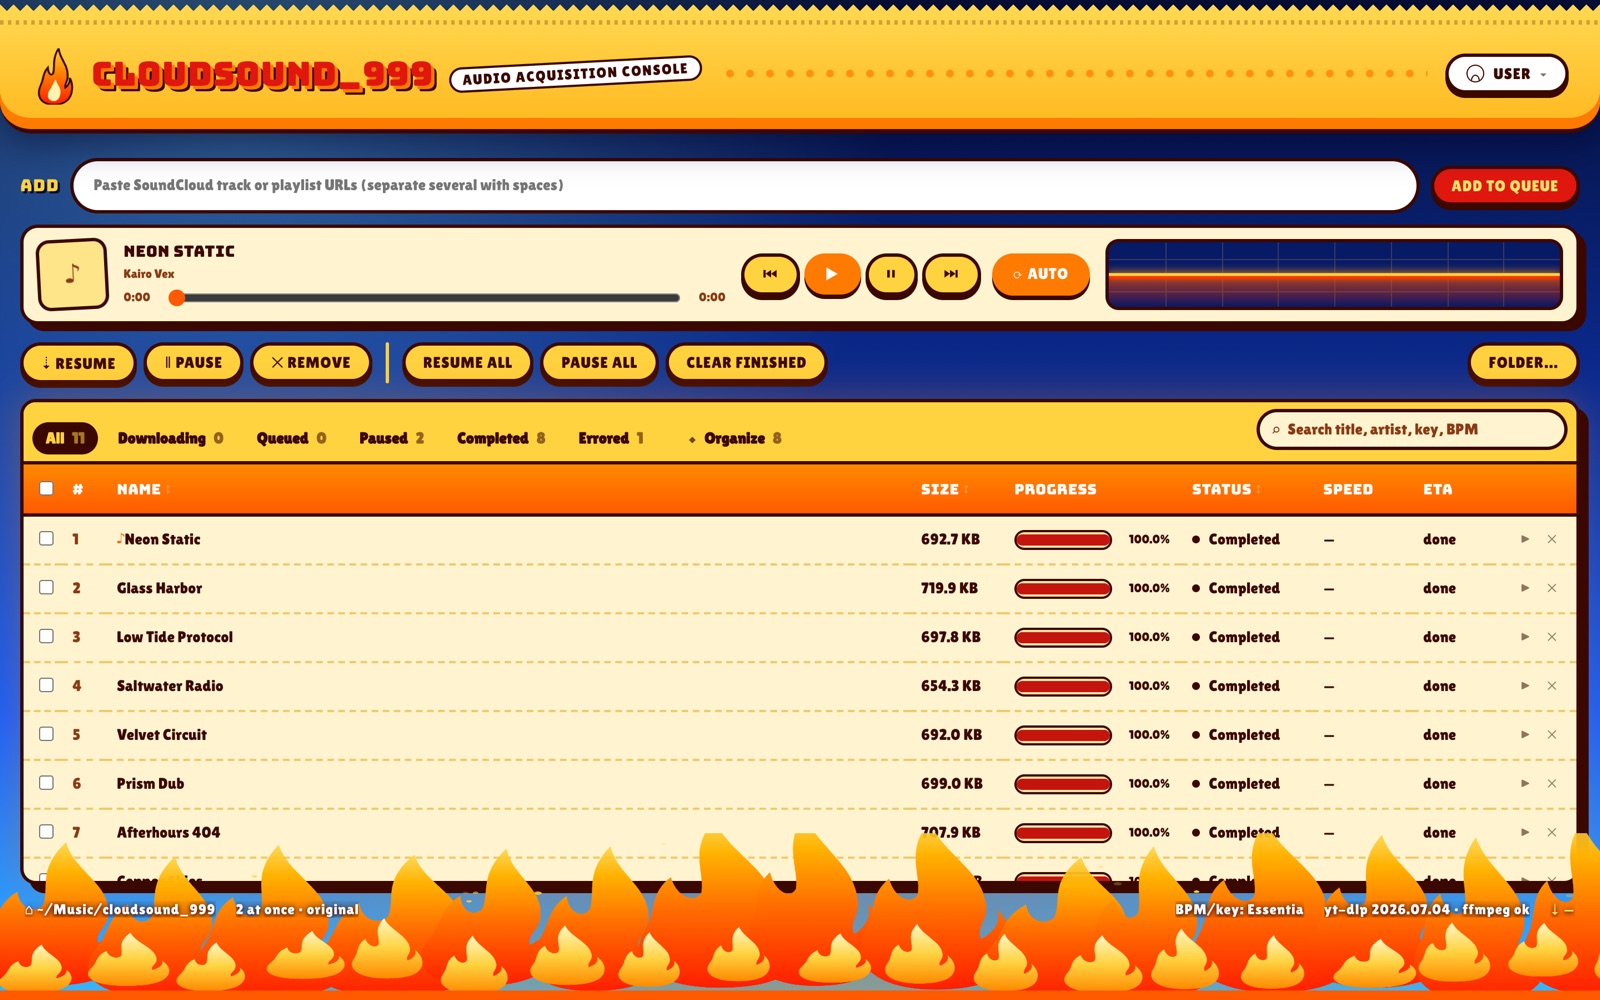 CLOUDSOUND_999
AUDIO ACQUISITION CONSOLE
USER
ADD
Paste SoundCloud track or playlist URLs (separate several with spaces)
ADD TO QUEUE
NEON STATIC
Kairo Vex
0:00
0:00
AUTO
RESUME
PAUSE
REMOVE
RESUME ALL
PAUSE ALL
CLEAR FINISHED
FOLDER...
All 11
Downloading 0
Queued 0
Paused 2
Completed 8
Errored 1
Organize 8
Search title, artist, key, BPM
# NAME SIZE PROGRESS STATUS SPEED ETA
1 ♪Neon Static 692.7 KB 100.0% Completed — done
2 Glass Harbor 719.9 KB 100.0% Completed — done
3 Low Tide Protocol 697.8 KB 100.0% Completed — done
4 Saltwater Radio 654.3 KB 100.0% Completed — done
5 Velvet Circuit 692.0 KB 100.0% Completed — done
6 Prism Dub 699.0 KB 100.0% Completed — done
7 Afterhours 404 707.9 KB 100.0% Completed — done
~/Music/cloudsound_999 2 at once · original
BPM/key: Essentia yt-dlp 2026.07.04 · ffmpeg ok ↓ —